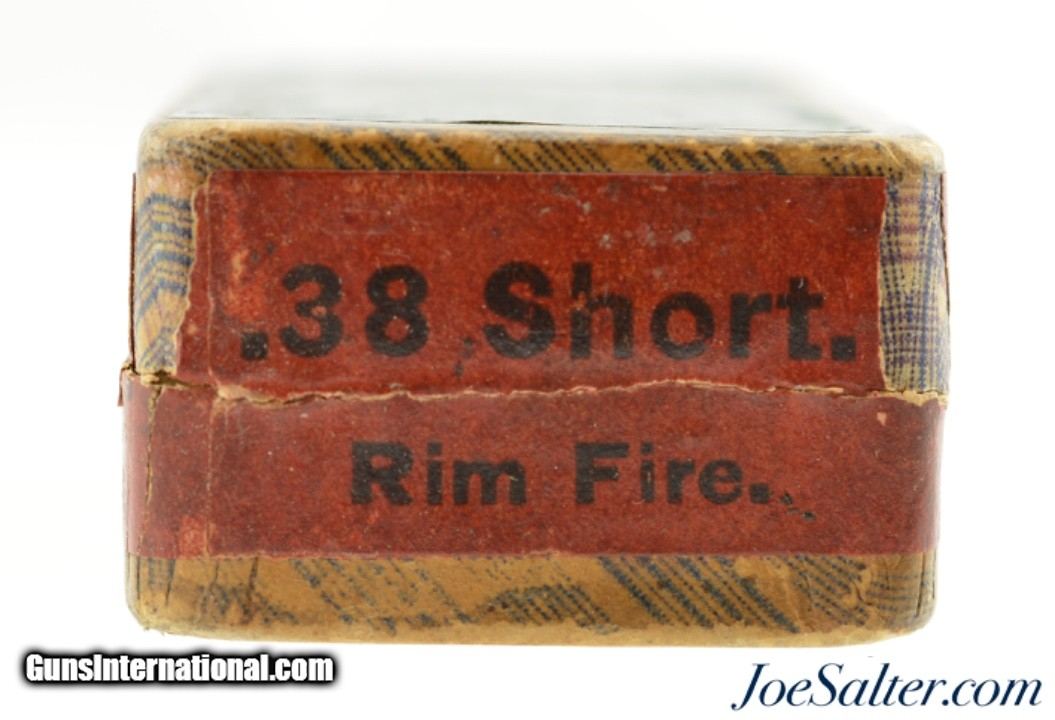 .38 Short.
Rim Fire.
GunsInternational.com
JoeSalter.com